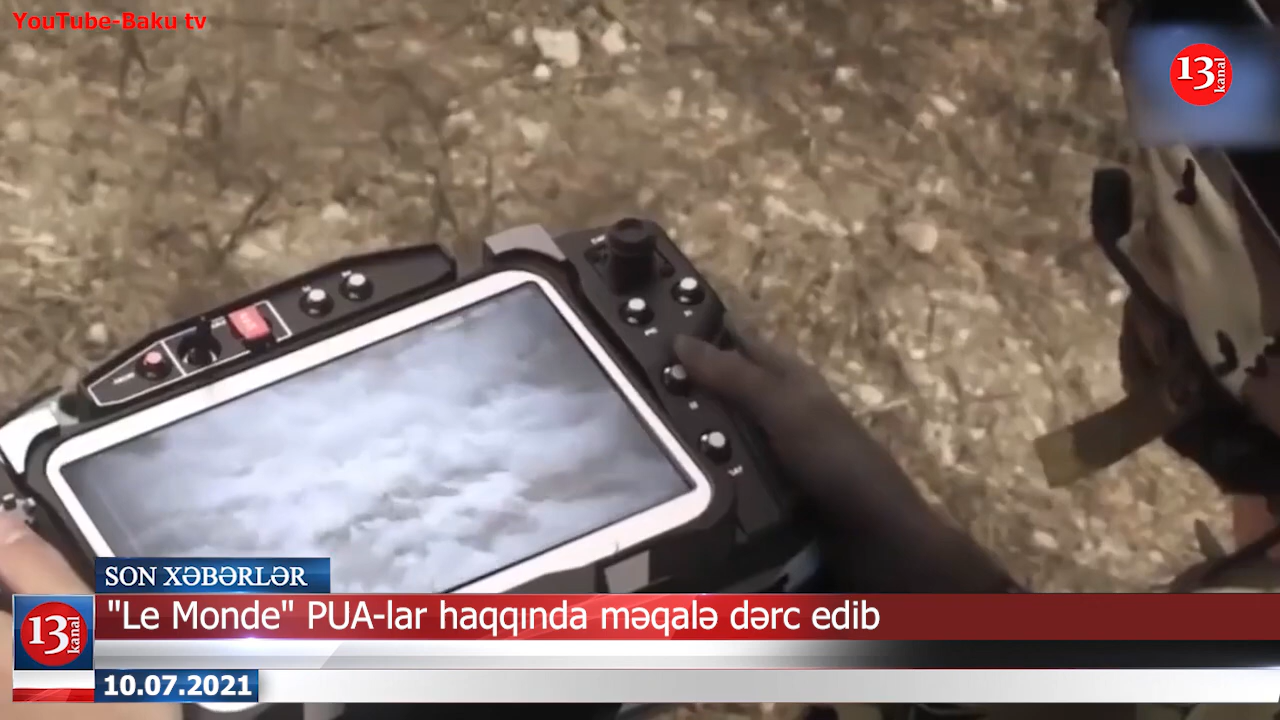 YouTube-Baku tv
13 kanal
SON XƏBƏRLƏR
"Le Monde" PUA-lar haqqında məqalə dərc edib
13 kanal
10.07.2021